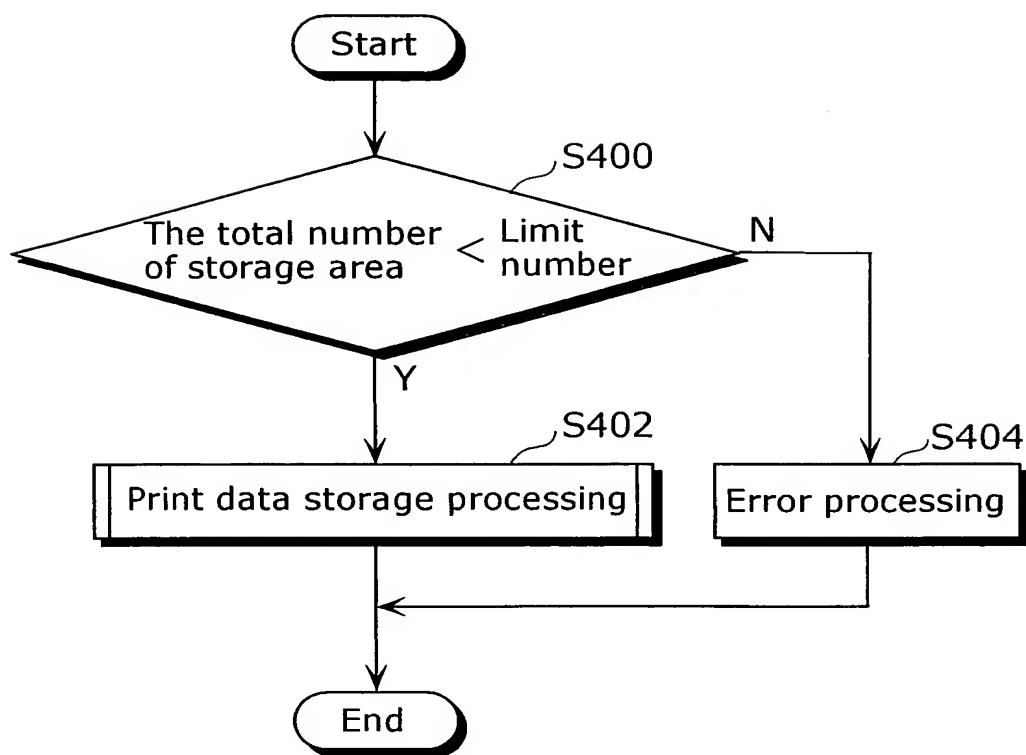 Start
S400
The total number
of storage area
<
Limit
number
N
Y
S402
Print data storage processing
S404
Error processing
End